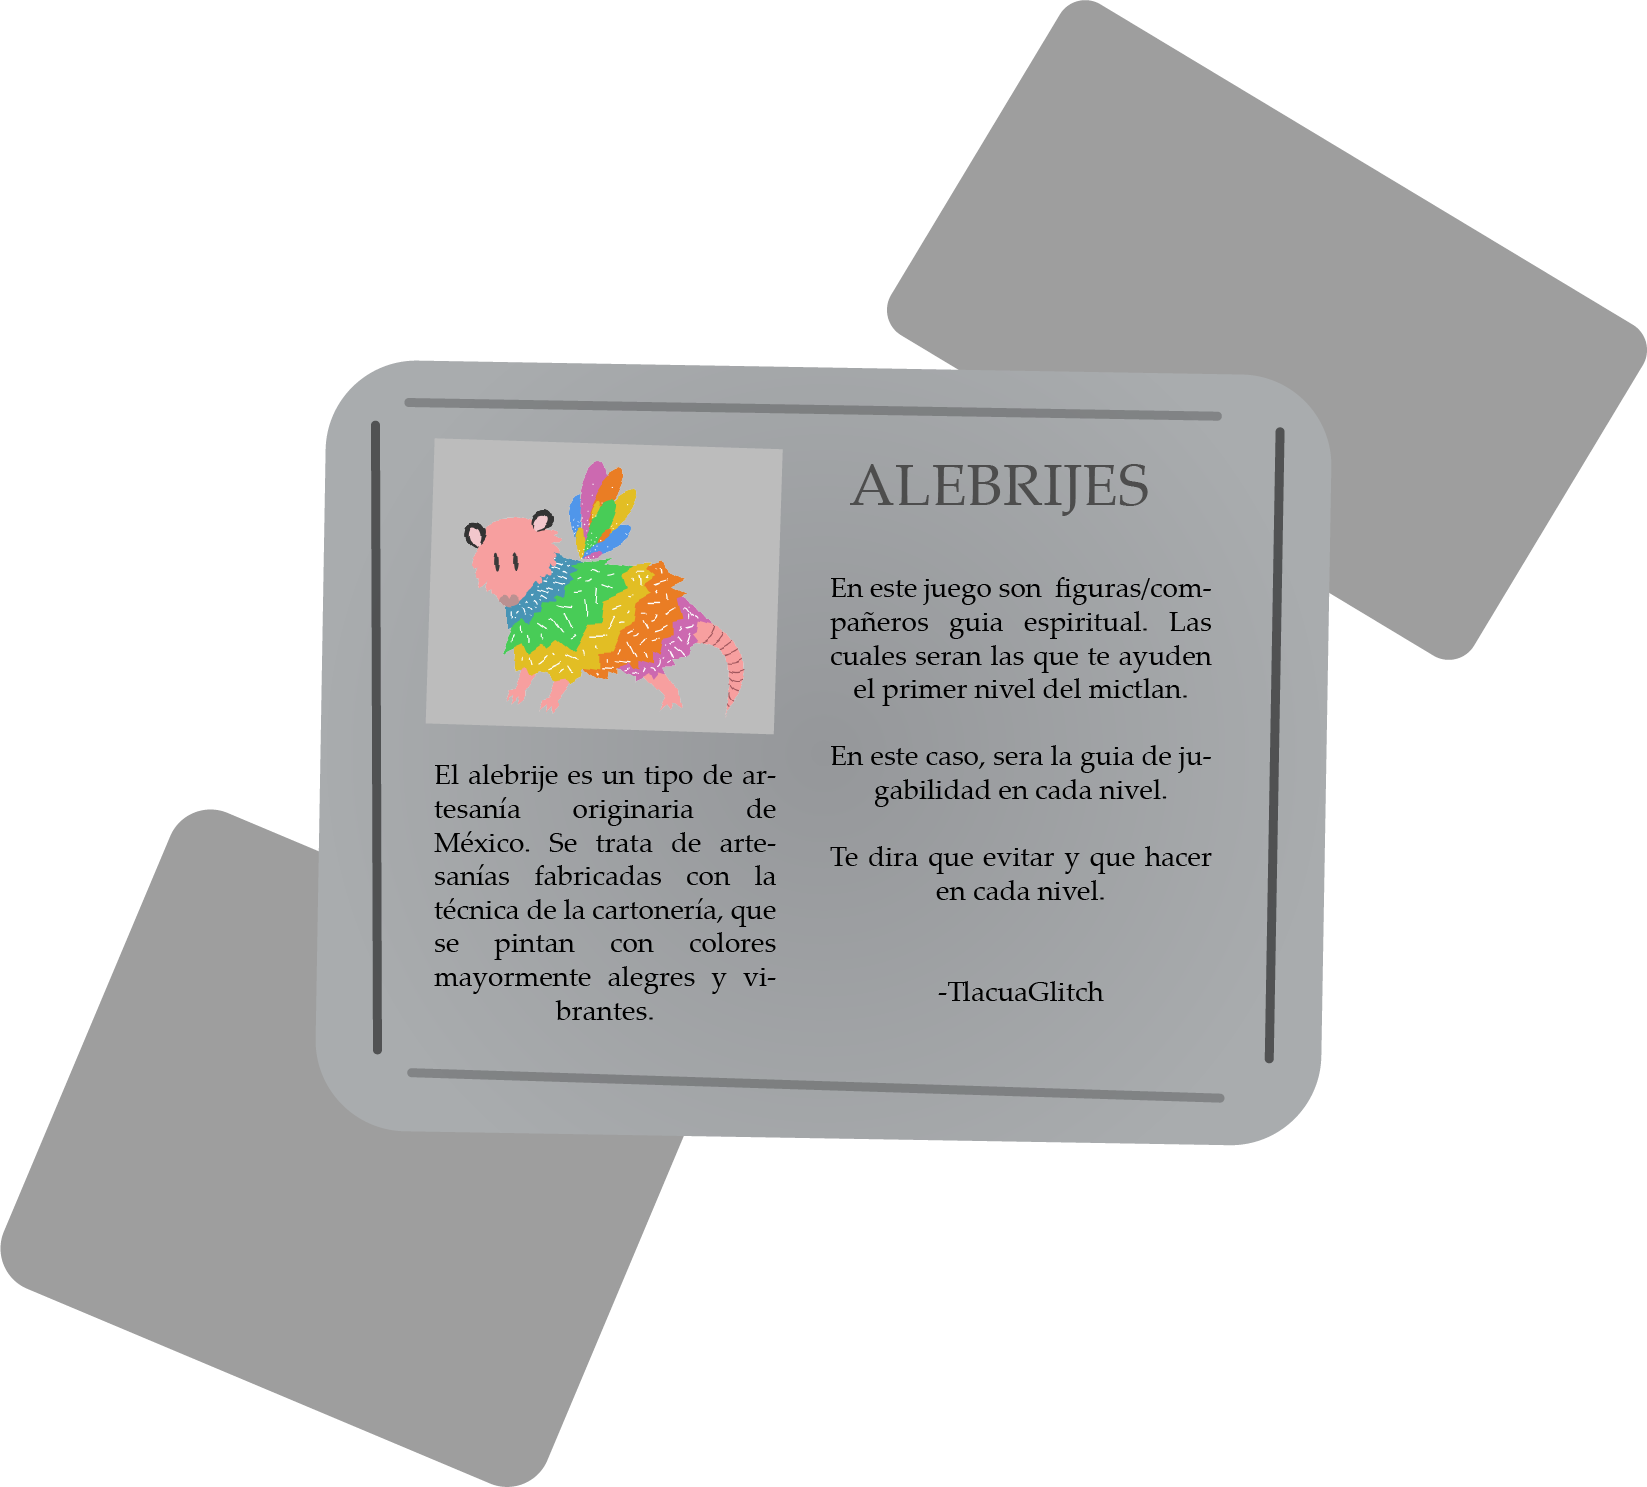 ALEBRIJES
El alebrije es un tipo de ar-
tesanía originaria de
México. Se trata de arte-
sanías fabricadas con la
técnica de la cartonería, que
se pintan con colores
mayormente alegres y vi-
brantes.
En este juego son figuras/com-
pañeros guia espiritual. Las
cuales seran las que te ayuden
el primer nivel del mictlan.
En este caso, sera la guia de ju-
gabilidad en cada nivel.
Te dira que evitar y que hacer
en cada nivel.
-TlacuaGlitch